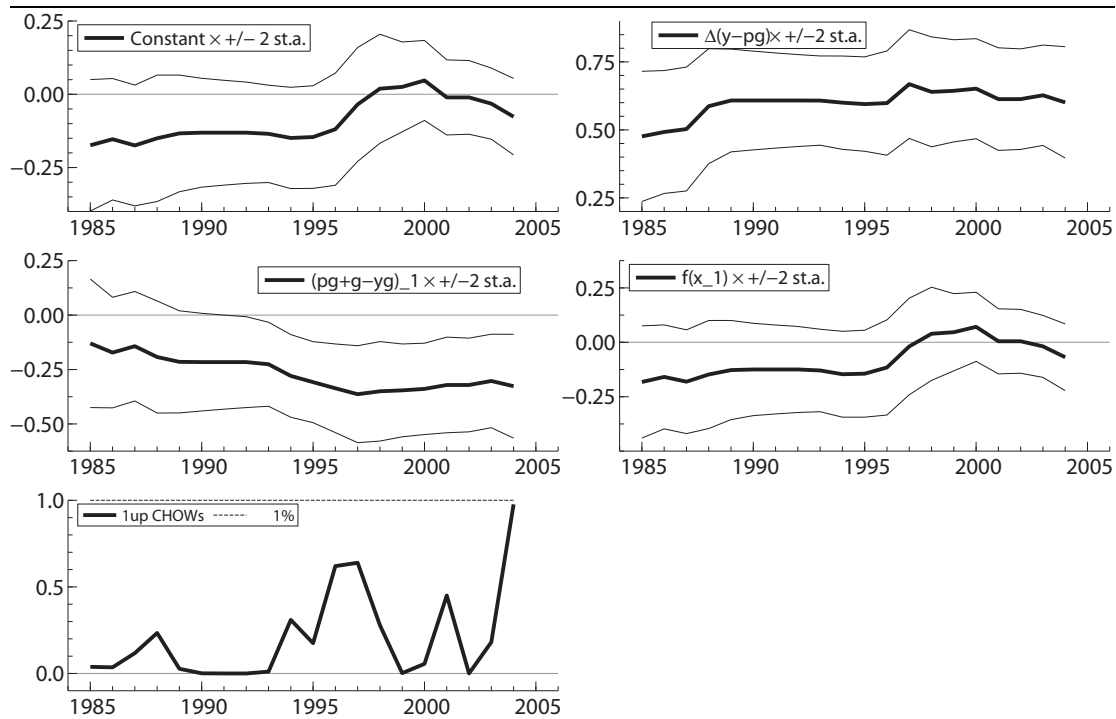 Constant × +/− 2 st.a.
0.25
0.00
−0.25
1985 1990 1995 2000 2005
Δ(y−pg)× +/−2 st.a.
0.75
0.50
0.25
1985 1990 1995 2000 2005
(pg+g−yg)_1 × +/−2 st.a.
0.25
0.00
−0.25
−0.50
1985 1990 1995 2000 2005
f(x_1) × +/−2 st.a.
0.25
0.00
−0.25
1985 1990 1995 2000 2005
1up CHOWs 1%
1.0
0.5
0.0
1985 1990 1995 2000 2005